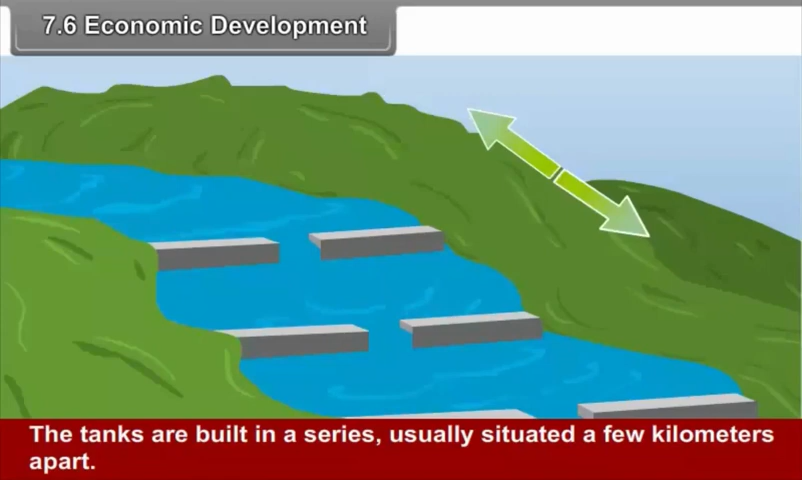 7.6 Economic Development
The tanks are built in a series, usually situated a few kilometers
apart.